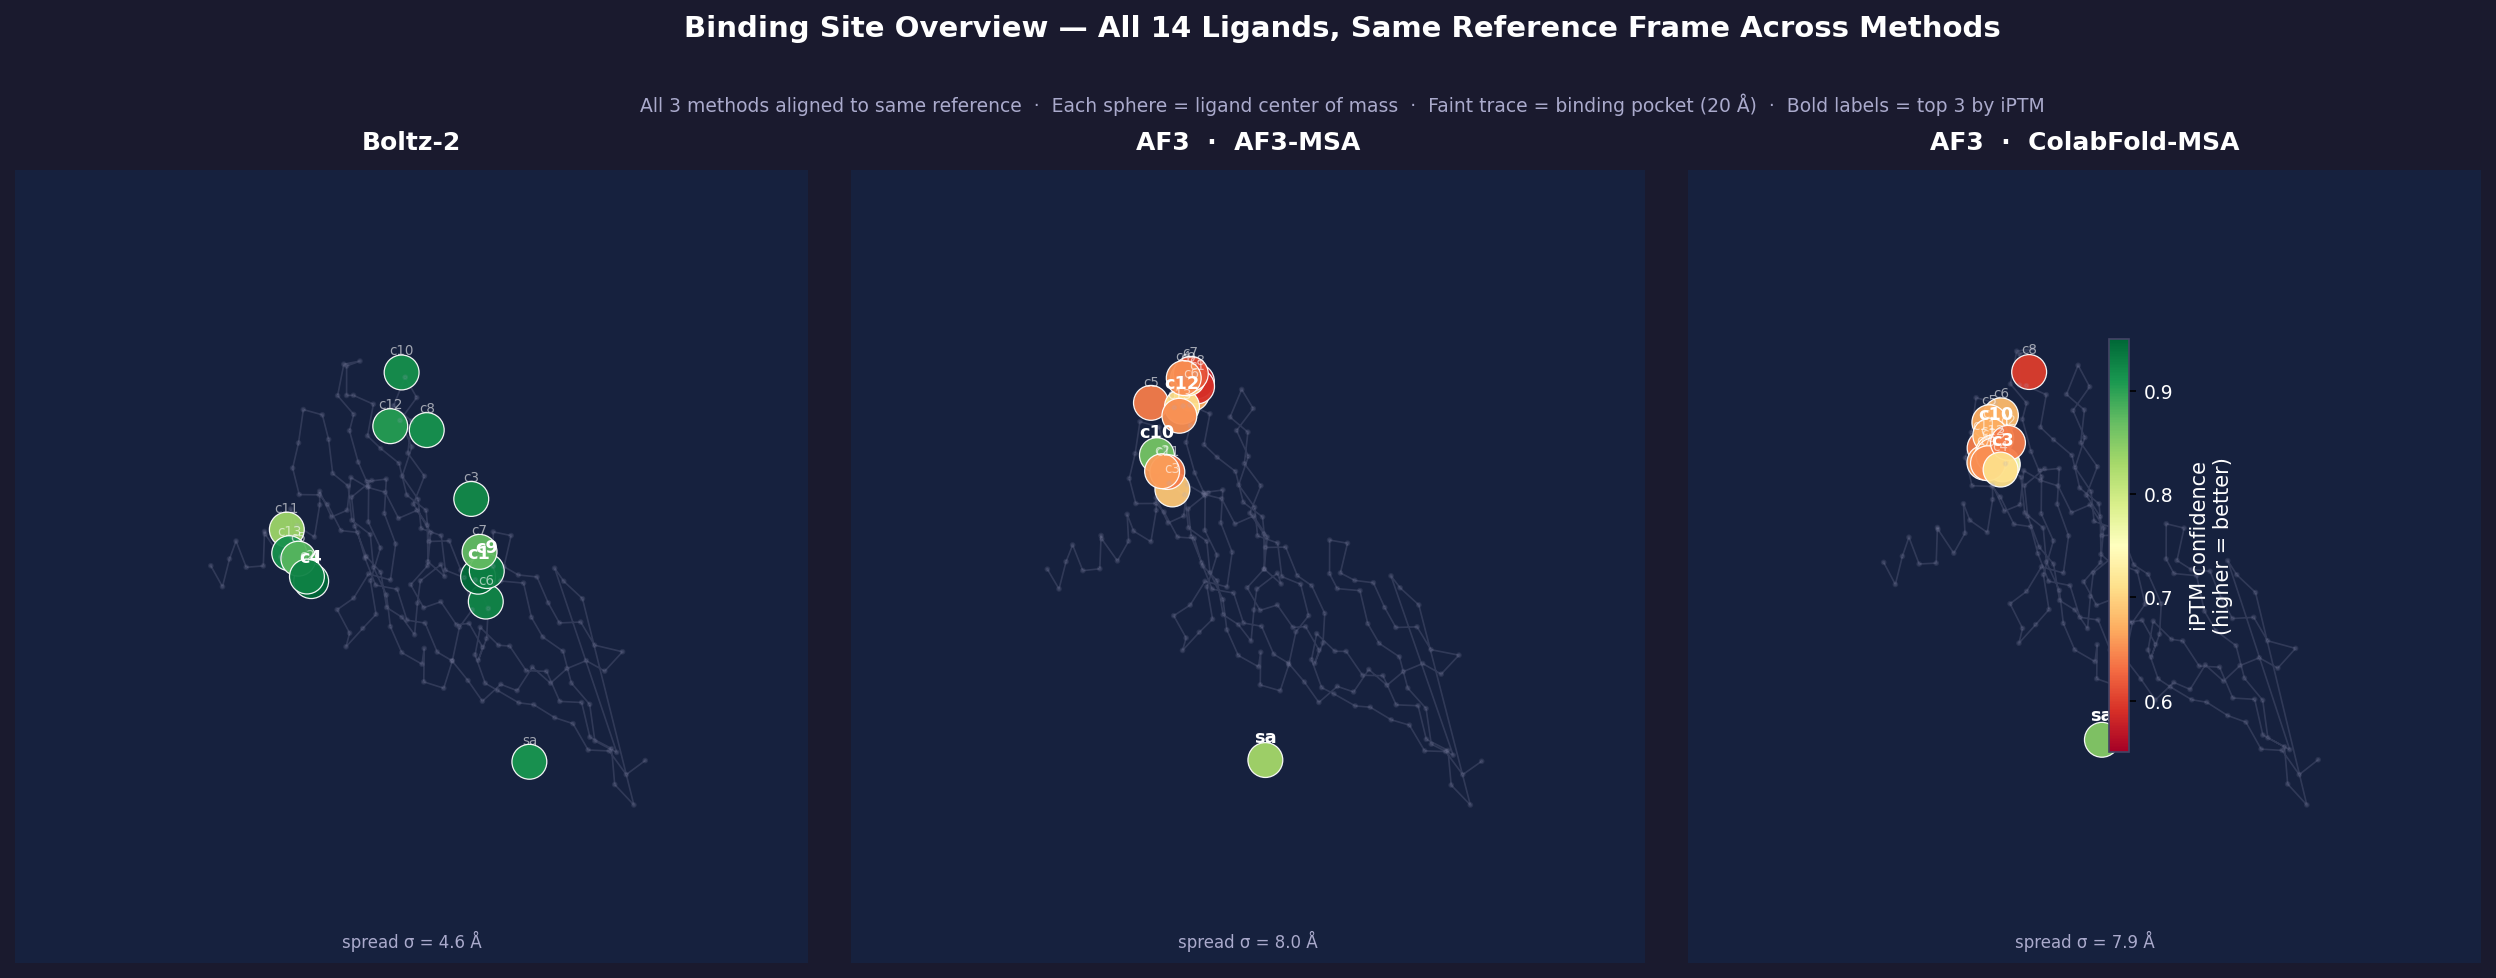 Binding Site Overview — All 14 Ligands, Same Reference Frame Across Methods
All 3 methods aligned to same reference · Each sphere = ligand center of mass · Faint trace = binding pocket (20 Å) · Bold labels = top 3 by iPTM
Boltz-2
c10
c12
c8
c3
c11
c13
c4
c7
c9
c1
c6
sa
spread σ = 4.6 Å
AF3 · AF3-MSA
c5
c12
c10
sa
spread σ = 8.0 Å
AF3 · ColabFold-MSA
c8
c6
c10
c3
sa
spread σ = 7.9 Å
0.9
0.8
0.7
0.6
iPTM confidence
(higher = better)